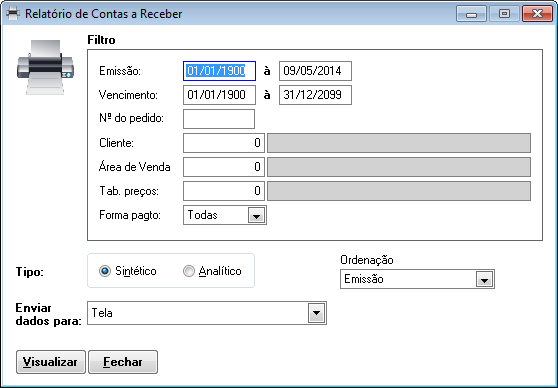 Relatório de Contas a Receber
Filtro
Emissão: 01/01/1900 à 09/05/2014
Vencimento: 01/01/1900 à 31/12/2099
Nº do pedido:
Cliente: 0
Área de Venda 0
Tab. preços: 0
Forma pagto: Todas
Ordenação
Tipo: Sintético Analítico Emissão
Enviar
dados para: Tela
Visualizar Fechar